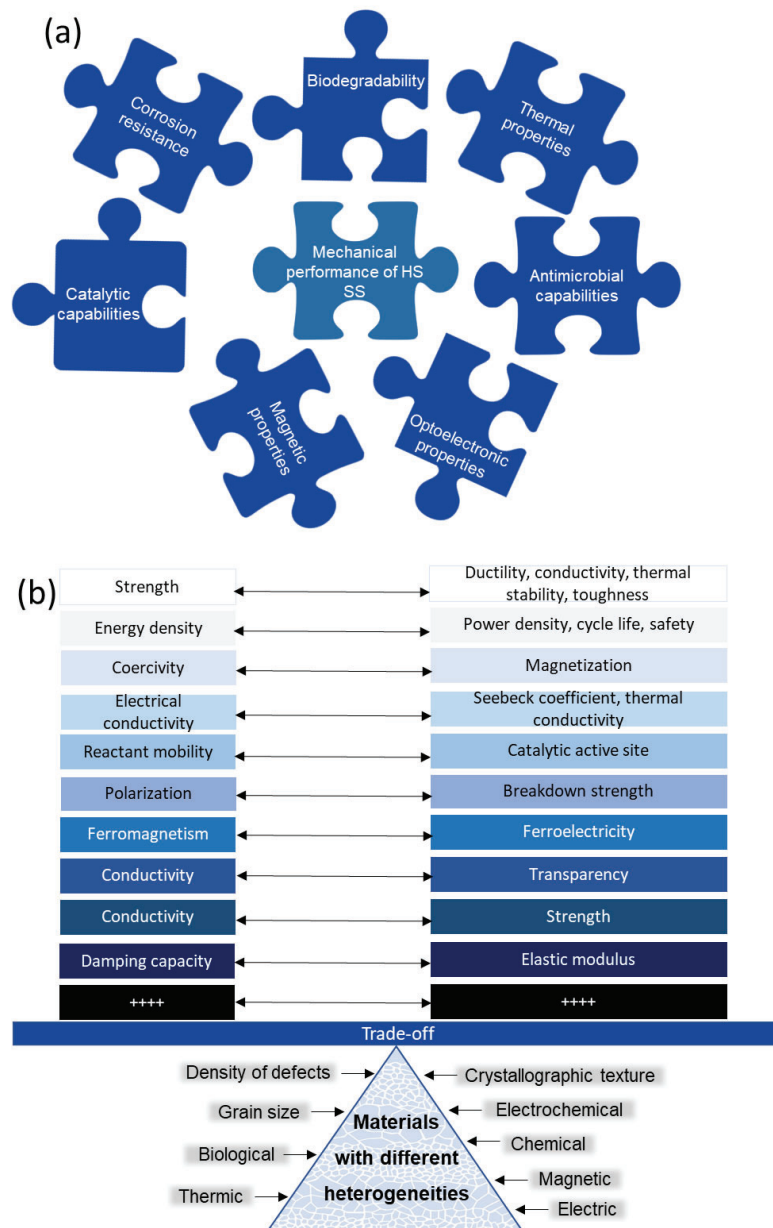 (a)
Corrosion
resistance
Biodegradability
Thermal
properties
Catalytic
capabilities
Mechanical
performance of HS
SS
Antimicrobial
capabilities
Magnetic
properties
Optoelectronic
properties
(b)
Strength
Ductility, conductivity, thermal
stability, toughness
Energy density
Power density, cycle life, safety
Coercivity
Magnetization
Electrical
conductivity
Seebeck coefficient, thermal
conductivity
Reactant mobility
Catalytic active site
Polarization
Breakdown strength
Ferromagnetism
Ferroelectricity
Conductivity
Transparency
Conductivity
Strength
Damping capacity
Elastic modulus
++++
++++
Trade-off
Density of defects
Crystallographic texture
Grain size
Electrochemical
Biological
Chemical
Thermic
Magnetic
Electric
Materials
with different
heterogeneities